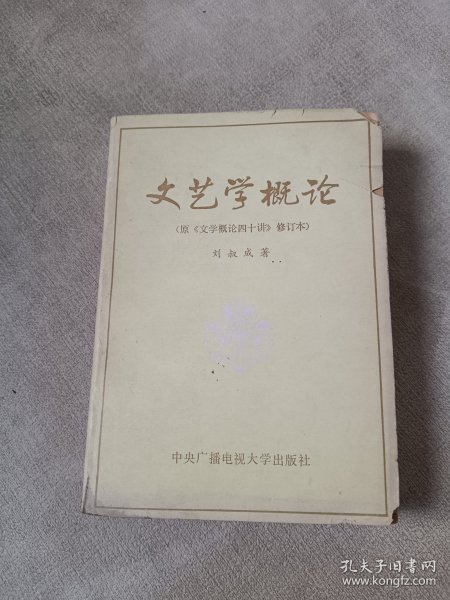 文艺学概论
（原《文学概论四十讲》修订本）
刘叔成著
中央广播电视大学出版社
孔夫子旧书网
www.kongfz.com